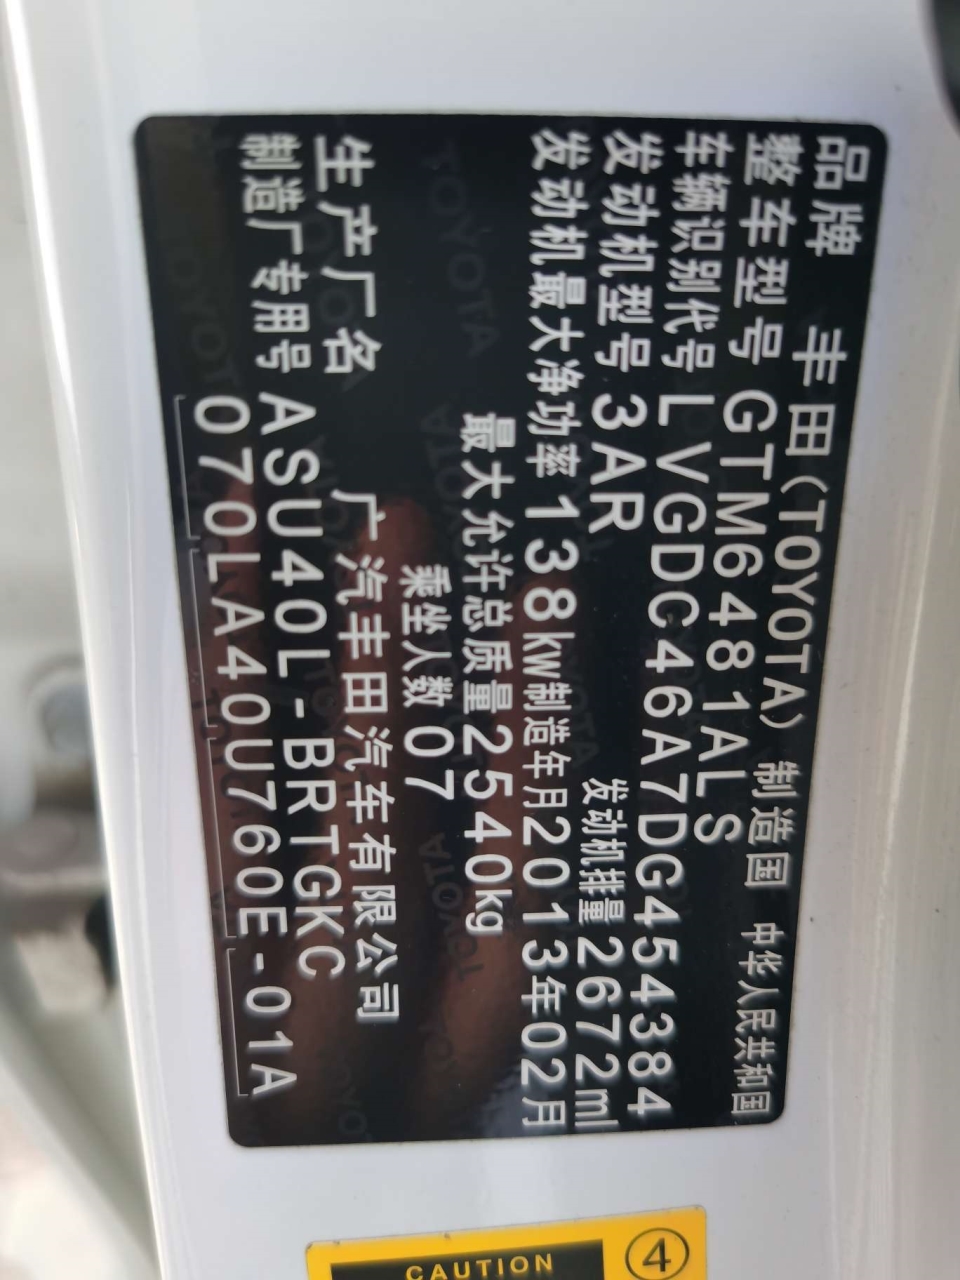 品牌 丰田(TOYOTA) 制造国 中华人民共和国
整车型号 GTM6481ALS
车辆识别代号 LVGDC46A7DG454384
发动机型号 3AR 发动机排量 2672ml
发动机最大净功率 138kw 制造年月 2013年02月
最大允许总质量 2540kg
乘坐人数 07
生产厂名 广汽丰田汽车有限公司
制造厂专用号 ASU40L-BRTGKC
070LA40U760E-01A
④
CAUTION